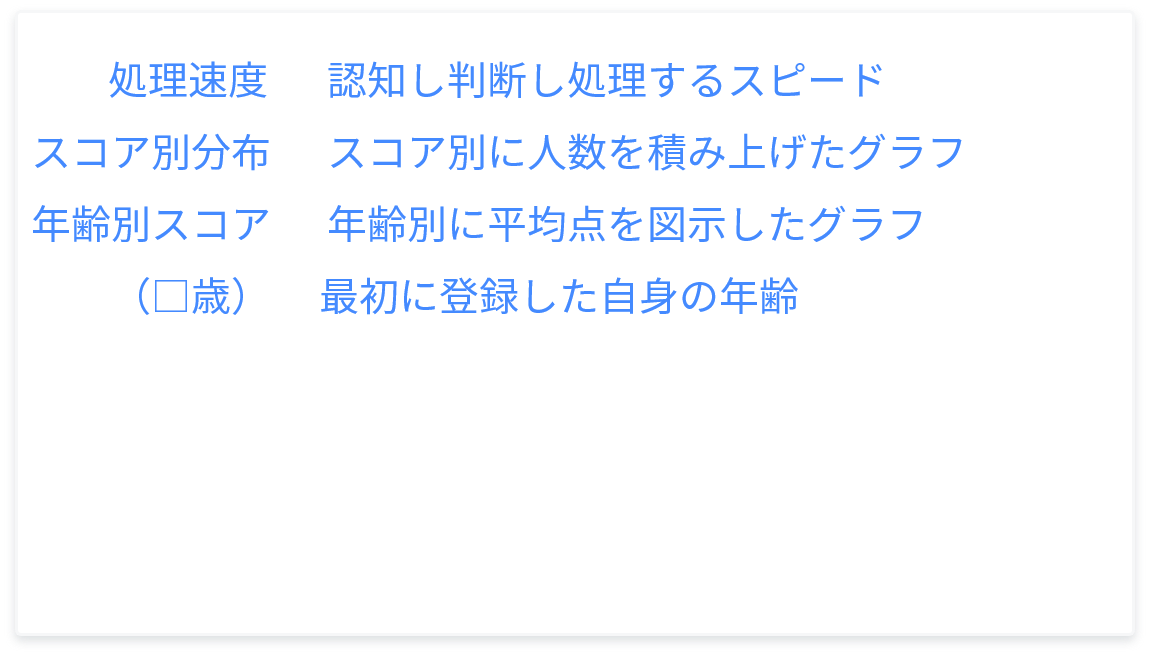 処理速度　認知し判断し処理するスピード
スコア別分布　スコア別に人数を積み上げたグラフ
年齢別スコア　年齢別に平均点を図示したグラフ
（□歳）　最初に登録した自身の年齢